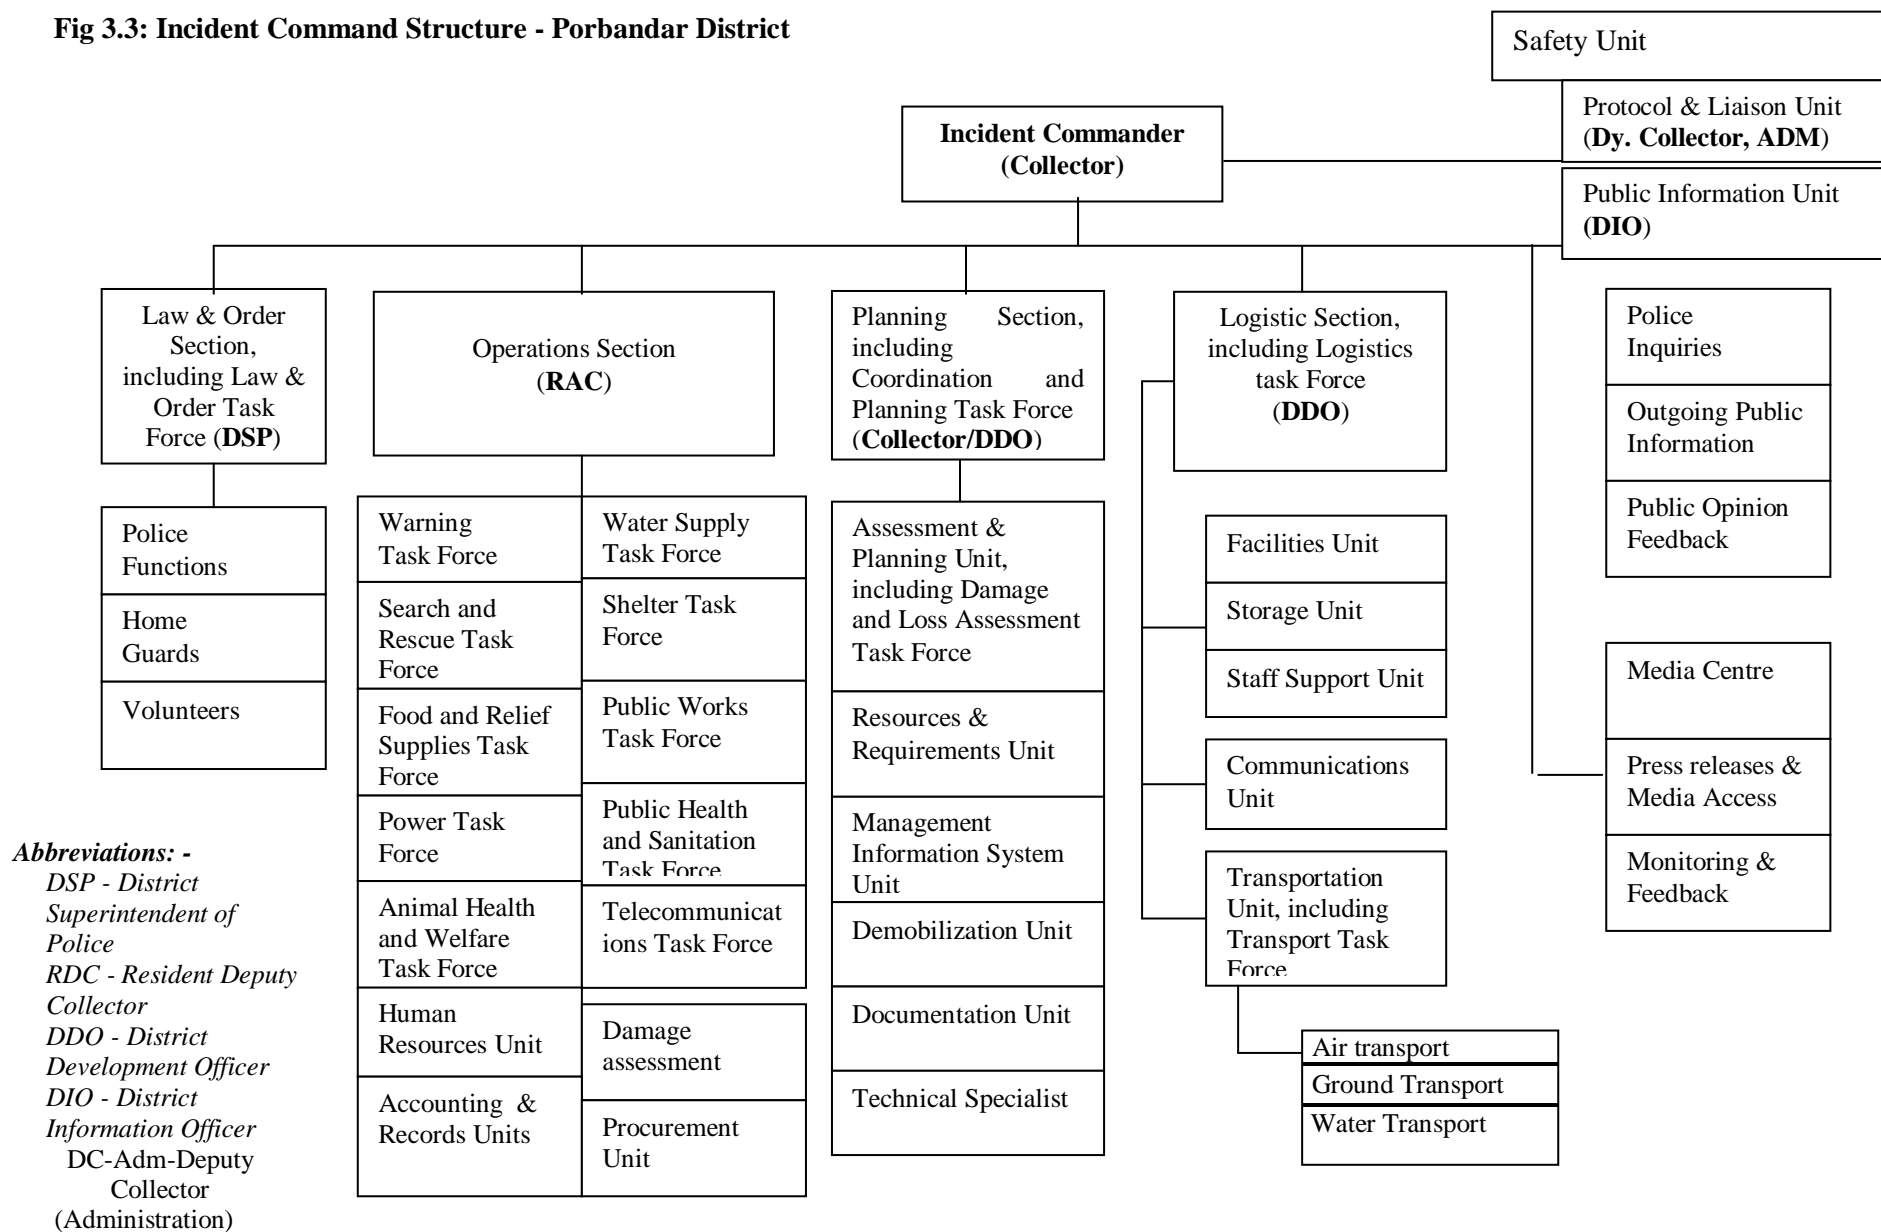 Fig 3.3: Incident Command Structure - Porbandar District
Safety Unit
Protocol & Liaison Unit
(Dy. Collector, ADM)
Public Information Unit
(DIO)
Incident Commander
(Collector)
Law & Order
Section,
including Law &
Order Task
Force (DSP)
Operations Section
(RAC)
Planning Section,
including
Coordination and
Planning Task Force
(Collector/DDO)
Logistic Section,
including Logistics
task Force
(DDO)
Police
Inquiries
Outgoing Public
Information
Public Opinion
Feedback
Police
Functions
Home
Guards
Volunteers
Warning
Task Force
Search and
Rescue Task
Force
Food and Relief
Supplies Task
Force
Power Task
Force
Animal Health
and Welfare
Task Force
Human
Resources Unit
Accounting &
Records Units
Water Supply
Task Force
Shelter Task
Force
Public Works
Task Force
Public Health
and Sanitation
Task Force
Telecommunicat
ions Task Force
Damage
assessment
Procurement
Unit
Assessment &
Planning Unit,
including Damage
and Loss Assessment
Task Force
Resources &
Requirements Unit
Management
Information System
Unit
Demobilization Unit
Documentation Unit
Technical Specialist
Facilities Unit
Storage Unit
Staff Support Unit
Communications
Unit
Transportation
Unit, including
Transport Task
Force
Air transport
Ground Transport
Water Transport
Media Centre
Press releases &
Media Access
Monitoring &
Feedback
Abbreviations: -
DSP - District
Superintendent of
Police
RDC - Resident Deputy
Collector
DDO - District
Development Officer
DIO - District
Information Officer
DC-Adm-Deputy
Collector
(Administration)